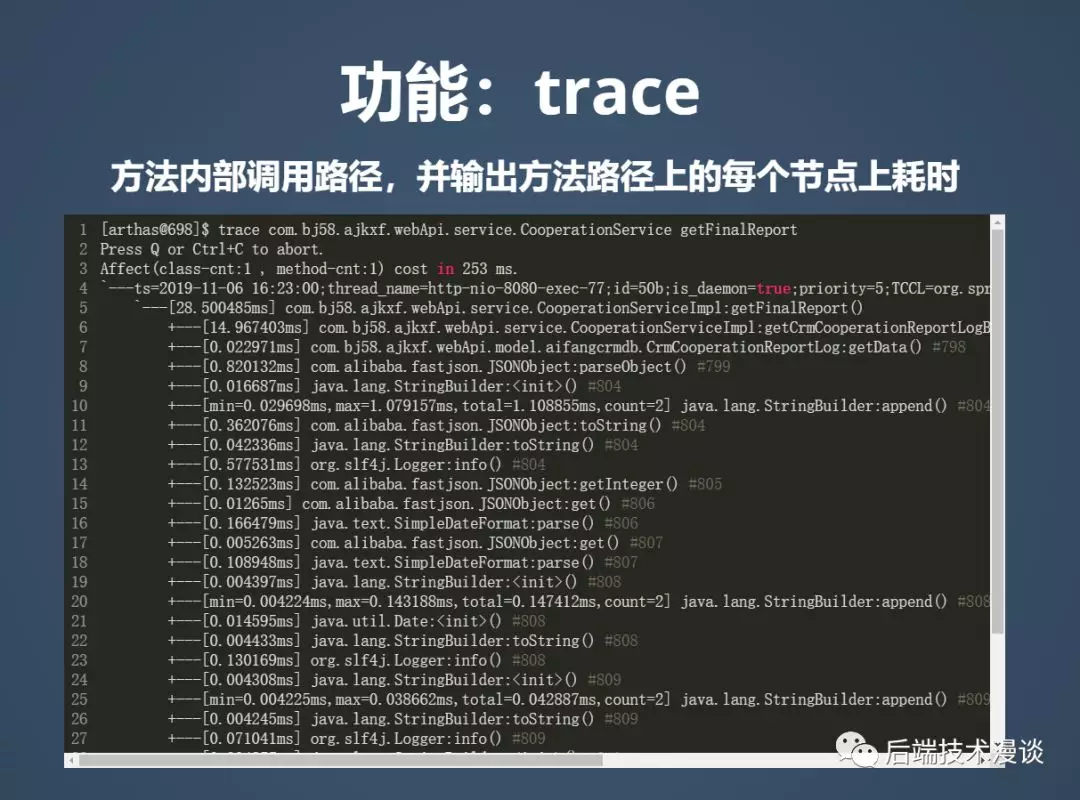 功能：trace
方法内部调用路径，并输出方法路径上的每个节点上耗时
1 [arthas@698]$ trace com.bj58.ajkxf.webApi.service.CooperationService getFinalReport
2 Press Q or Ctrl+C to abort.
3 Affect(class-cnt:1 , method-cnt:1) cost in 253 ms.
4 `---ts=2019-11-06 16:23:00;thread_name=http-nio-8080-exec-77;id=50b;is_daemon=true;priority=5;TCCL=org.spr
5 `---[28.500485ms] com.bj58.ajkxf.webApi.service.CooperationServiceImpl:getFinalReport()
6 +---[14.967403ms] com.bj58.ajkxf.webApi.service.CooperationServiceImpl:getCrmCooperationReportLogB
7 +---[0.022971ms] com.bj58.ajkxf.webApi.model.aifangcrmdb.CrmCooperationReportLog:getData() #798
8 +---[0.820132ms] com.alibaba.fastjson.JSONObject:parseObject() #799
9 +---[0.016687ms] java.lang.StringBuilder:<init>() #804
10 +---[min=0.029698ms,max=1.079157ms,total=1.108855ms,count=2] java.lang.StringBuilder:append() #804
11 +---[0.362076ms] com.alibaba.fastjson.JSONObject:toString() #804
12 +---[0.042336ms] java.lang.StringBuilder:toString() #804
13 +---[0.577531ms] org.slf4j.Logger:info() #804
14 +---[0.132523ms] com.alibaba.fastjson.JSONObject:getInteger() #805
15 +---[0.01265ms] com.alibaba.fastjson.JSONObject:get() #806
16 +---[0.166479ms] java.text.SimpleDateFormat:parse() #806
17 +---[0.005263ms] com.alibaba.fastjson.JSONObject:get() #807
18 +---[0.108948ms] java.text.SimpleDateFormat:parse() #807
19 +---[0.004397ms] java.lang.StringBuilder:<init>() #808
20 +---[min=0.004224ms,max=0.143188ms,total=0.147412ms,count=2] java.lang.StringBuilder:append() #808
21 +---[0.014595ms] java.util.Date:<init>() #808
22 +---[0.004433ms] java.lang.StringBuilder:toString() #808
23 +---[0.130169ms] org.slf4j.Logger:info() #808
24 +---[0.004308ms] java.lang.StringBuilder:<init>() #809
25 +---[min=0.004225ms,max=0.038662ms,total=0.042887ms,count=2] java.lang.StringBuilder:append() #809
26 +---[0.004245ms] java.lang.StringBuilder:toString() #809
27 +---[0.071041ms] org.slf4j.Logger:info() #809
后端技术漫谈